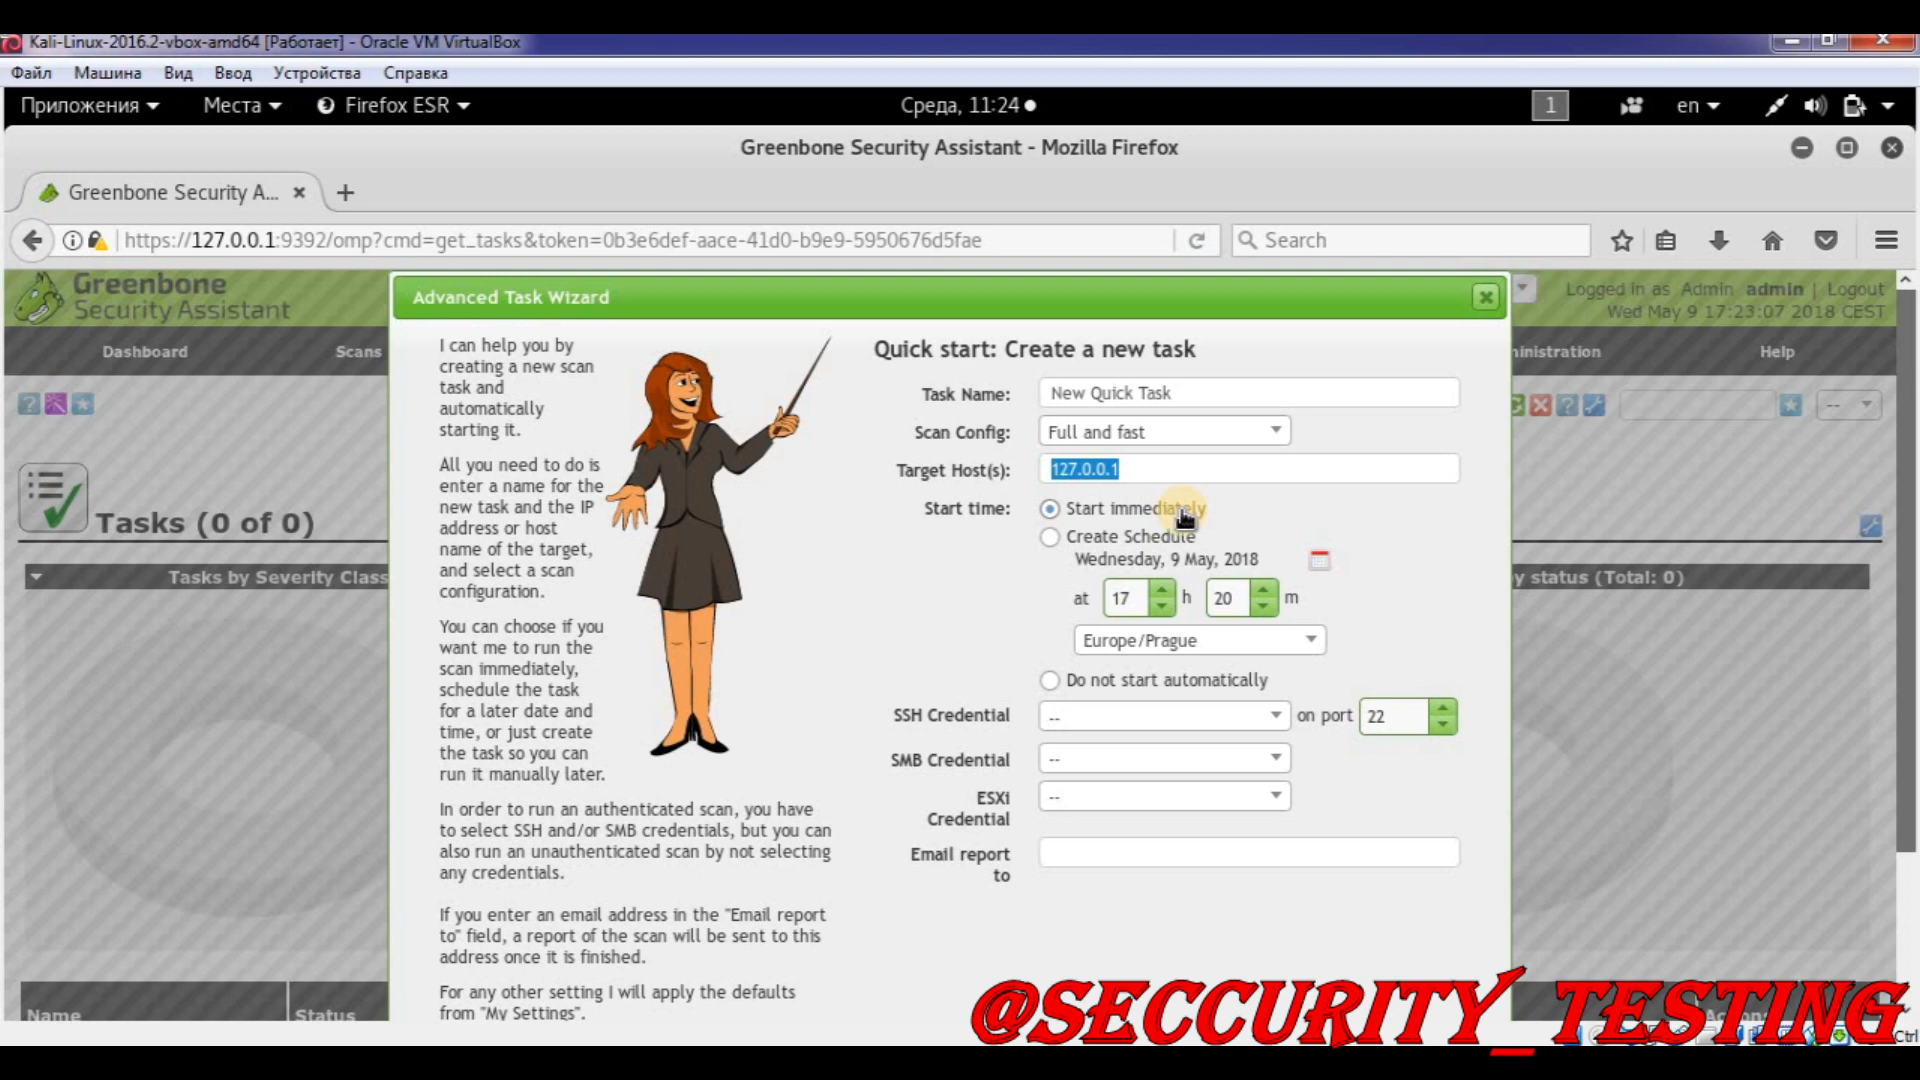 Kali-Linux-2016.2-vbox-amd64 [Работает] - Oracle VM VirtualBox
Файл Машина Вид Ввод Устройства Справка
Приложения Места Firefox ESR Среда, 11:24 1 en
Greenbone Security Assistant - Mozilla Firefox
Greenbone Security A...
https://127.0.0.1:9392/omp?cmd=get_tasks&token=0b3e6def-aace-41d0-b9e9-5950676d5fae Search
Greenbone
Security Assistant
Logged in as Admin admin | Logout
Wed May 9 17:23:07 2018 CEST
Dashboard Scans inistration Help
Tasks (0 of 0)
--
Tasks by Severity Class
y status (Total: 0)
Name Status
Advanced Task Wizard
I can help you by
creating a new scan
task and
automatically
starting it.
All you need to do is
enter a name for the
new task and the IP
address or host
name of the target,
and select a scan
configuration.
You can choose if you
want me to run the
scan immediately,
schedule the task
for a later date and
time, or just create
the task so you can
run it manually later.
In order to run an authenticated scan, you have
to select SSH and/or SMB credentials, but you can
also run an unauthenticated scan by not selecting
any credentials.
If you enter an email address in the "Email report
to" field, a report of the scan will be sent to this
address once it is finished.
For any other setting I will apply the defaults
from "My Settings".
Quick start: Create a new task
Task Name: New Quick Task
Scan Config: Full and fast
Target Host(s): 127.0.0.1
Start time: Start immediately
Create Schedule
Wednesday, 9 May, 2018
at 17 h 20 m
Europe/Prague
Do not start automatically
SSH Credential -- on port 22
SMB Credential --
ESXi
Credential --
Email report
to
@SECCURITY_TESTING
Ctrl